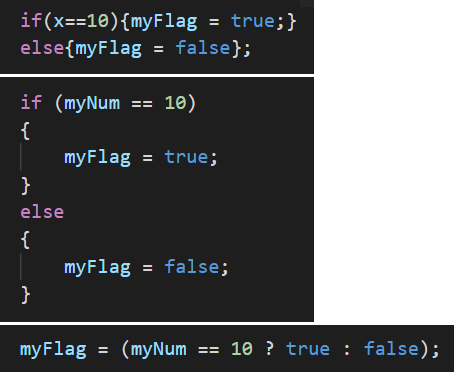 if(x==10){myFlag = true;}
else{myFlag = false};
if (myNum == 10)
{
myFlag = true;
}
else
{
myFlag = false;
}
myFlag = (myNum == 10 ? true : false);